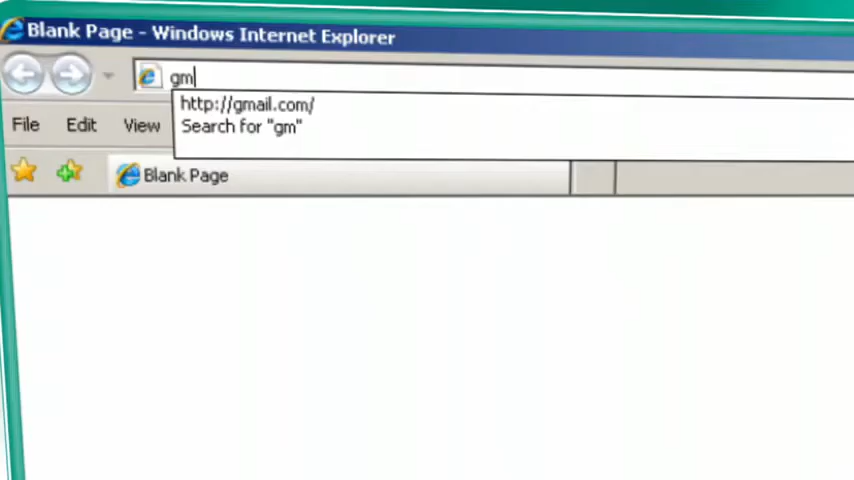 Blank Page - Windows Internet Explorer
gm
http://gmail.com/
Search for "gm"
File Edit View
Blank Page